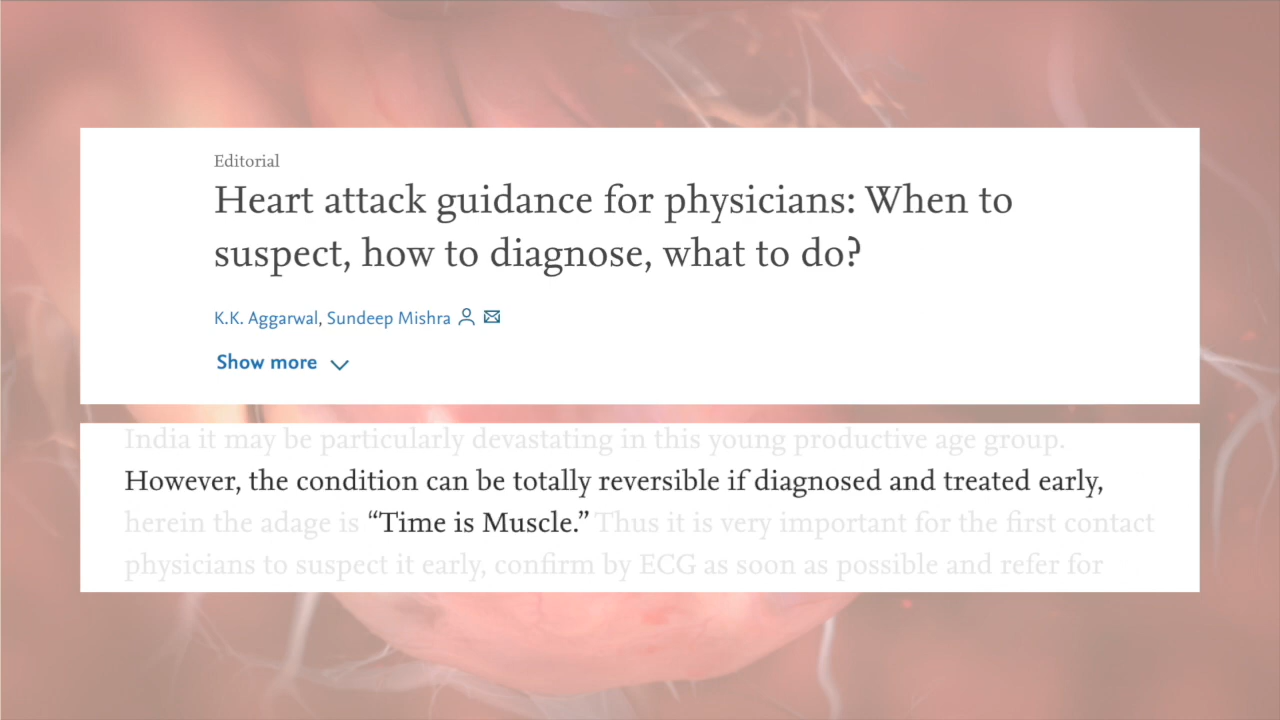 Editorial
Heart attack guidance for physicians: When to
suspect, how to diagnose, what to do?
K.K. Aggarwal, Sundeep Mishra
Show more
India it may be particularly devastating in this young productive age group.
However, the condition can be totally reversible if diagnosed and treated early,
herein the adage is “Time is Muscle.” Thus it is very important for the first contact
physicians to suspect it early, confirm by ECG as soon as possible and refer for